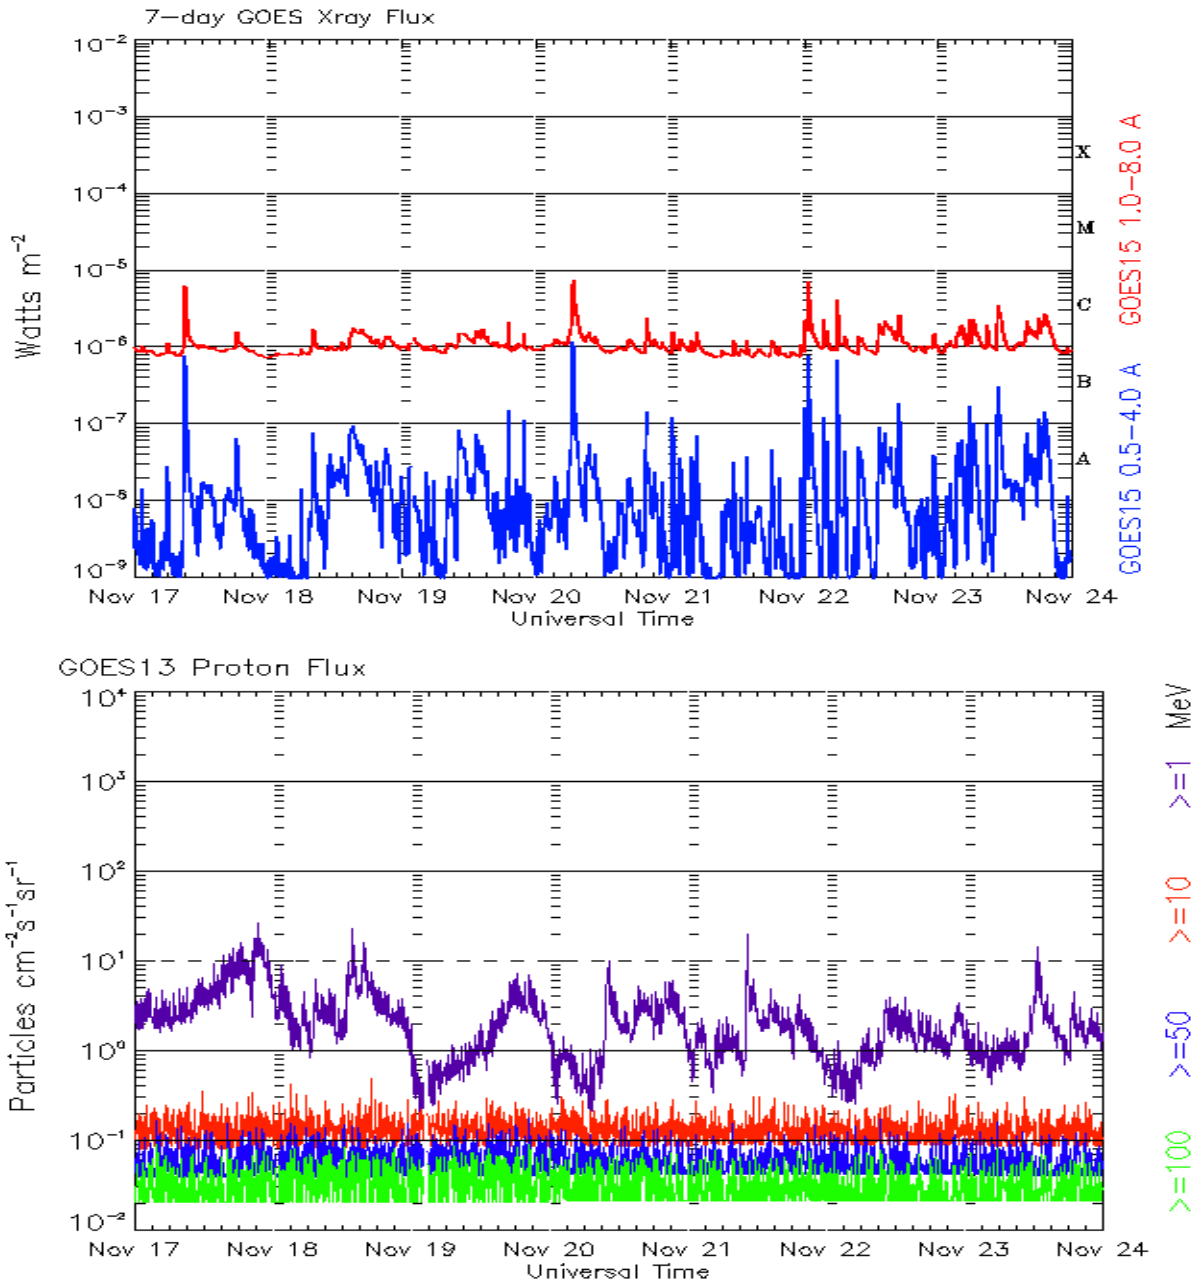 7-day GOES Xray Flux
10⁻²
10⁻³
10⁻⁴
10⁻⁵
10⁻⁶
10⁻⁷
10⁻⁸
10⁻⁹
Watts m⁻²
X
M
C
B
A
GOES15 1.0-8.0 A
GOES15 0.5-4.0 A
Nov 17 Nov 18 Nov 19 Nov 20 Nov 21 Nov 22 Nov 23 Nov 24
Universal Time
GOES13 Proton Flux
10⁴
10³
10²
10¹
10⁰
10⁻¹
10⁻²
Particles cm⁻²s⁻¹sr⁻¹
MeV
>=1
>=10
>=50
>=100
Nov 17 Nov 18 Nov 19 Nov 20 Nov 21 Nov 22 Nov 23 Nov 24
Universal Time